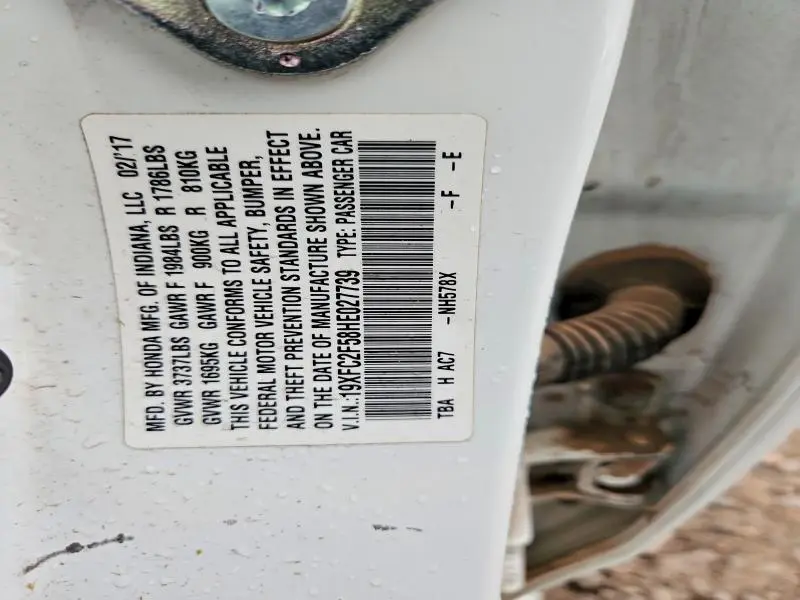 MFD. BY HONDA MFG. OF INDIANA, LLC 02/'17
GVWR 3737LBS GAWR F 1984LBS R 1786LBS
GVWR 1695KG GAWR F 900KG R 810KG
THIS VEHICLE CONFORMS TO ALL APPLICABLE
FEDERAL MOTOR VEHICLE SAFETY, BUMPER,
AND THEFT PREVENTION STANDARDS IN EFFECT
ON THE DATE OF MANUFACTURE SHOWN ABOVE.
V.I.N.:19XFC2F58HE027739 TYPE: PASSENGER CAR
TBA H AC7 -NH578X -F -E